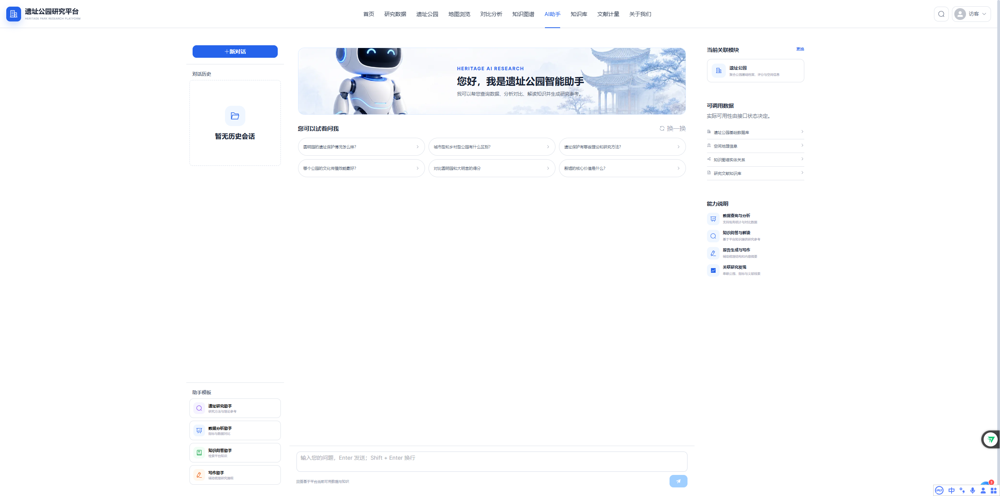 遗址公园研究平台
HERITAGE PARK RESEARCH PLATFORM
首页 研究数据 遗址公园 地图浏览 对比分析 知识图谱 AI助手 知识库 文献计量 关于我们
访客
+新对话
对话历史
暂无历史会话
助手模板
遗址研究助手
研究方法与理论参考
数据分析助手
指标与数据对比
知识问答助手
检索平台知识
写作助手
辅助梳理研究提纲
HERITAGE AI RESEARCH
您好，我是遗址公园智能助手
我可以帮您查询数据、分析对比、解读知识并生成研究参考。
您可以试着问我
换一换
圆明园的遗址保护情况怎么样？
城市型和乡村型公园有什么区别？
遗址保护有哪些理论和研究方法？
哪个公园的文化传播效能最好？
对比圆明园和大明宫的得分
殷墟的核心价值是什么？
输入您的问题，Enter 发送；Shift + Enter 换行
回答基于平台当前可用数据与知识
当前关联模块
更换
遗址公园
聚合公园基础档案、评分与空间信息
可调用数据
实际可用性由接口状态决定。
遗址公园基础数据库
空间地理信息
知识图谱实体关系
研究文献知识库
能力说明
数据查询与分析
支持现有统计与对比数据
知识问答与解读
基于平台知识提供研究参考
报告生成与写作
辅助梳理结构和内容摘要
关联研究发现
串联公园、指标与文献线索
3
iFLY 中